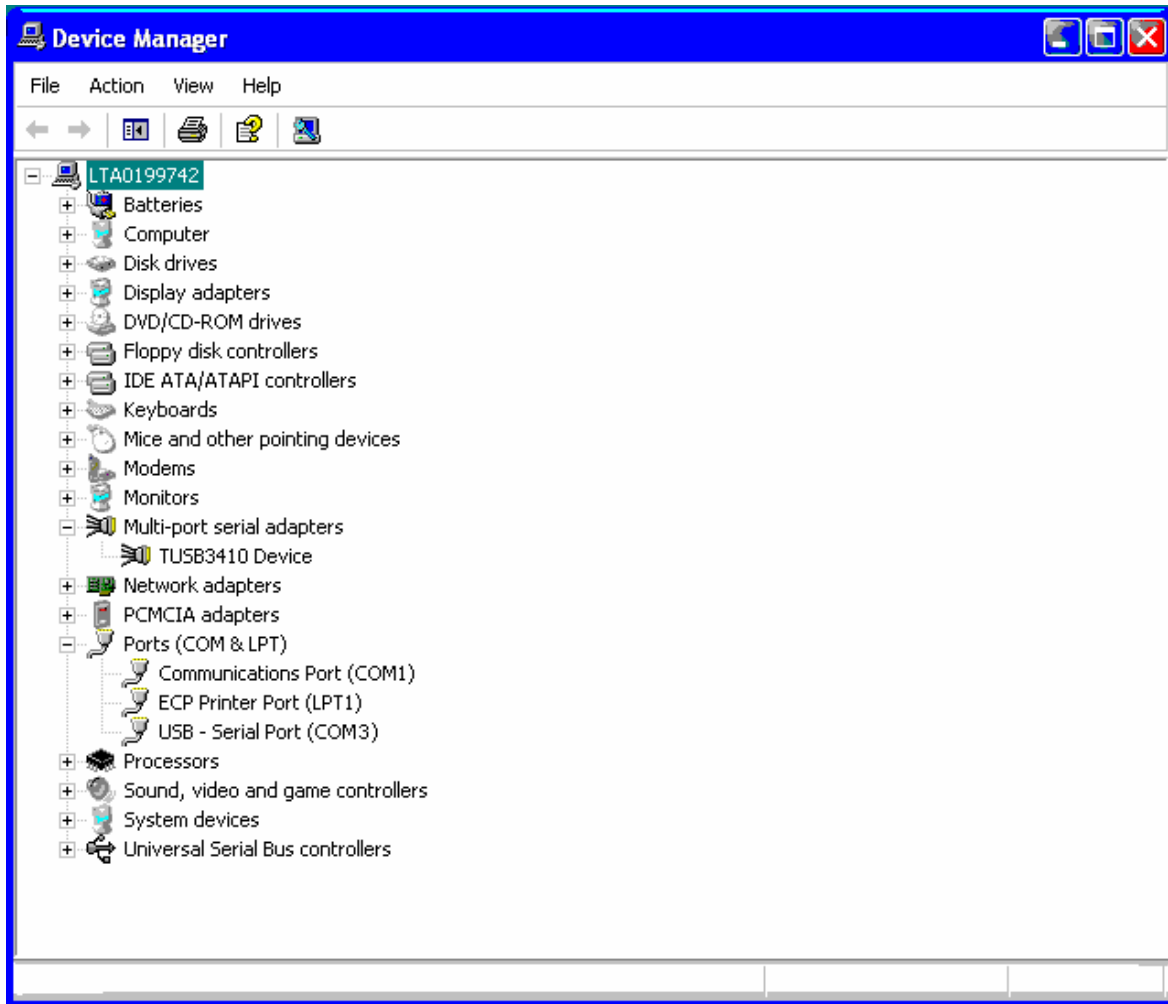 Device Manager
File Action View Help
LTA0199742
Batteries
Computer
Disk drives
Display adapters
DVD/CD-ROM drives
Floppy disk controllers
IDE ATA/ATAPI controllers
Keyboards
Mice and other pointing devices
Modems
Monitors
Multi-port serial adapters
TUSB3410 Device
Network adapters
PCMCIA adapters
Ports (COM & LPT)
Communications Port (COM1)
ECP Printer Port (LPT1)
USB - Serial Port (COM3)
Processors
Sound, video and game controllers
System devices
Universal Serial Bus controllers